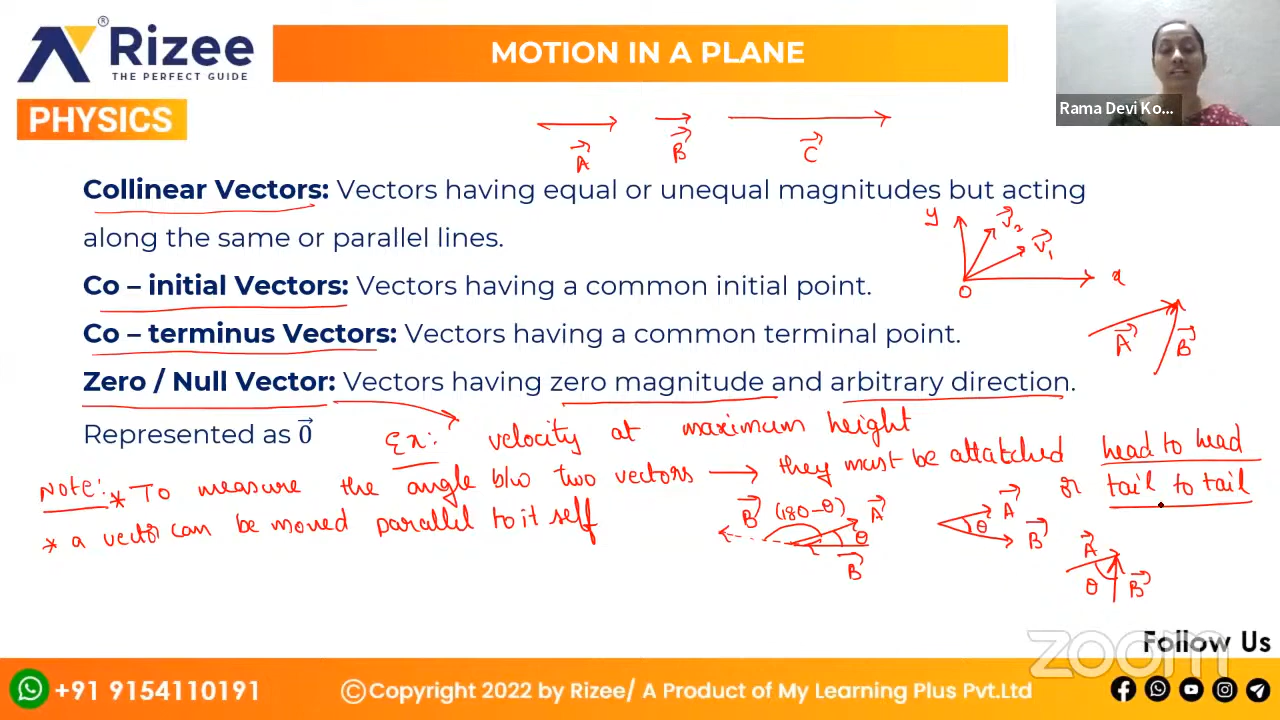 Rizee®
THE PERFECT GUIDE
MOTION IN A PLANE
Rama Devi Ko...
PHYSICS
A B C
Collinear Vectors: Vectors having equal or unequal magnitudes but acting
along the same or parallel lines.
y v₂ v₁
O x
Co – initial Vectors: Vectors having a common initial point.
Co – terminus Vectors: Vectors having a common terminal point.
A B
Zero / Null Vector: Vectors having zero magnitude and arbitrary direction.
Represented as 0⃗
Ex: velocity at maximum height
Note: * To measure the angle b/w two vectors → they must be attatched head to head
or tail to tail
* a vector can be moved parallel to it self
B (180-θ) A θ
B
A θ B
A θ B
zoom
Follow Us
+91 9154110191
©Copyright 2022 by Rizee/ A Product of My Learning Plus Pvt.Ltd